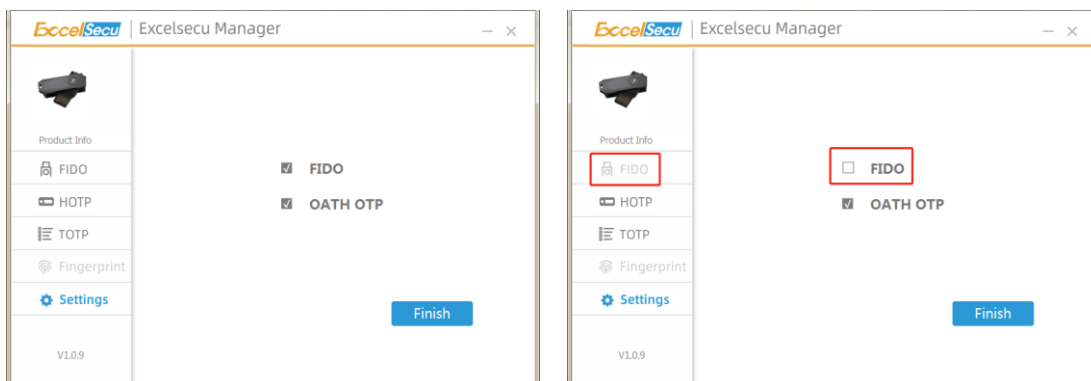 ExcelSecu Excelsecu Manager
Product Info
FIDO
HOTP
TOTP
Fingerprint
Settings
V1.0.9
FIDO
OATH OTP
Finish
ExcelSecu Excelsecu Manager
Product Info
FIDO
HOTP
TOTP
Fingerprint
Settings
V1.0.9
FIDO
OATH OTP
Finish